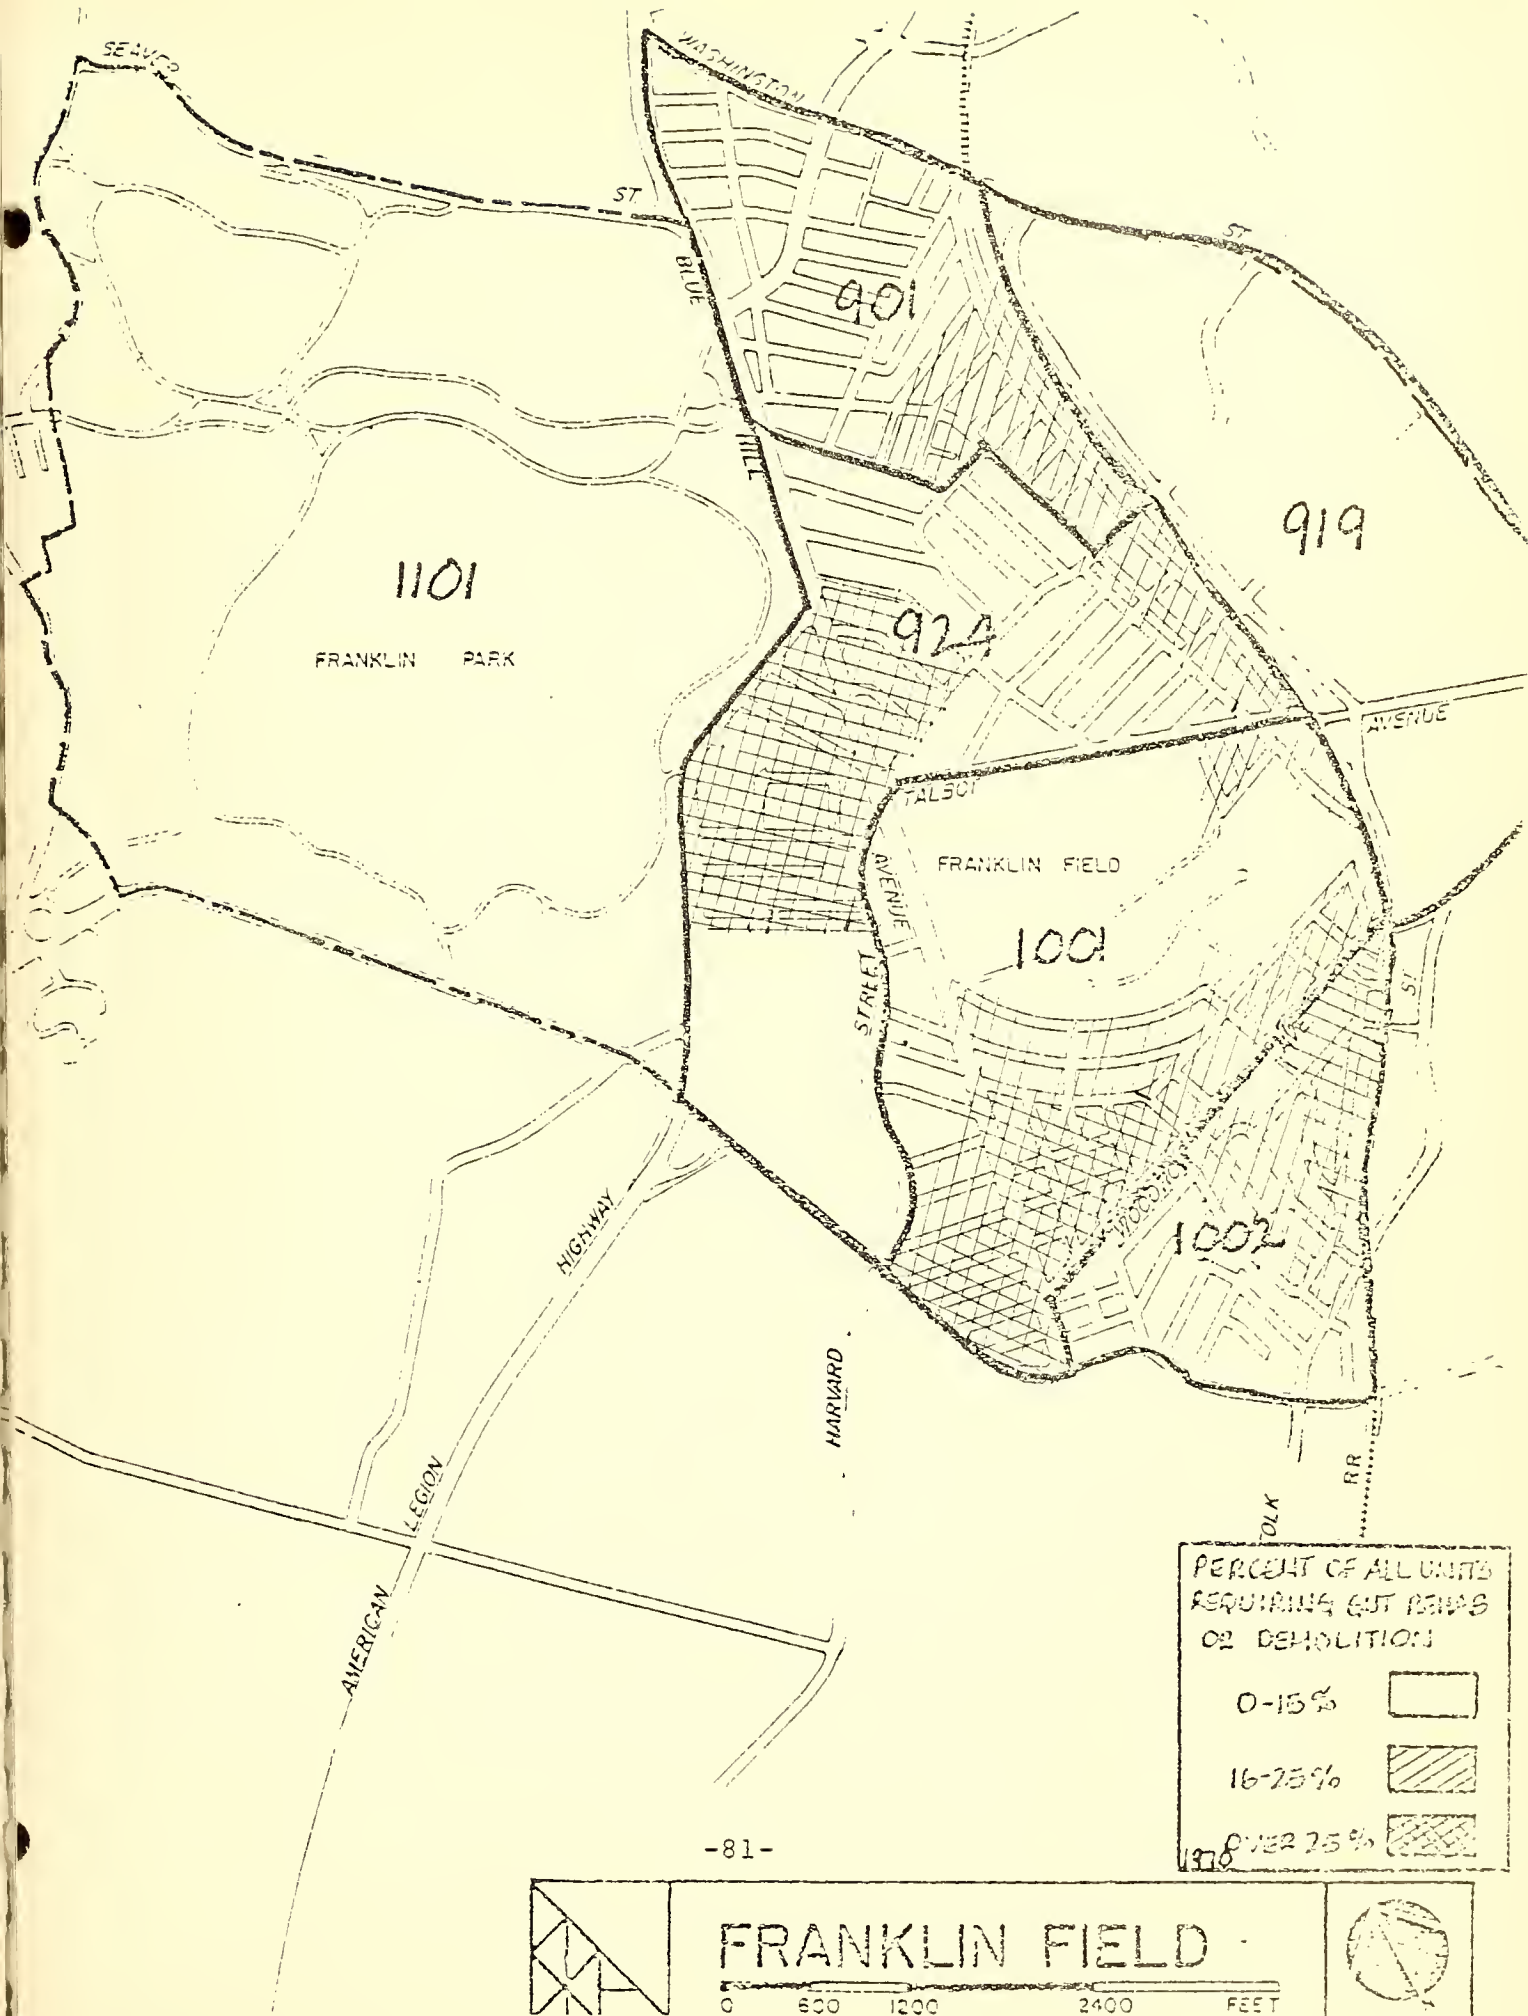 SEAVER
WASHINGTON
ST.
ST
BLUE
901
HILL
919
1101
924
FRANKLIN PARK
AVENUE
TALBOT
FRANKLIN FIELD
AVENUE
1001
STREET
ST
AVE
1002
HIGHWAY
HARVARD
LEGION
RR
AMERICAN
PERCENT OF ALL UNITS
REQUIRING GUT REHAB
OR DEMOLITION
0-15%
16-25%
OVER 25%
1978
-81-
FRANKLIN FIELD
0 600 1200 2400 FEET